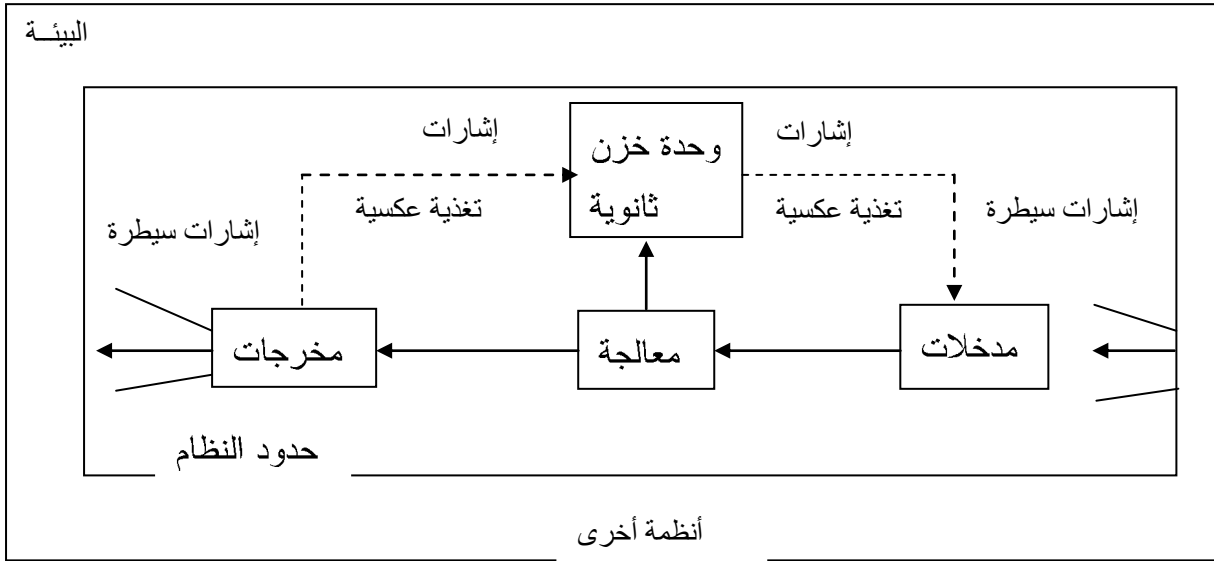 البيئــة
إشارات
وحدة خزن
ثانوية
إشارات
تغذية عكسية
تغذية عكسية
إشارات سيطرة
إشارات سيطرة
مدخلات
معالجة
مخرجات
حدود النظام
أنظمة أخرى